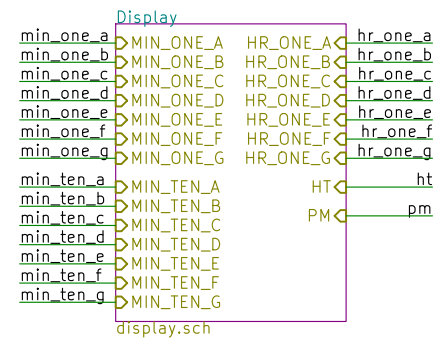 Display
min_one_a MIN_ONE_A HR_ONE_A hr_one_a
min_one_b MIN_ONE_B HR_ONE_B hr_one_b
min_one_c MIN_ONE_C HR_ONE_C hr_one_c
min_one_d MIN_ONE_D HR_ONE_D hr_one_d
min_one_e MIN_ONE_E HR_ONE_E hr_one_e
min_one_f MIN_ONE_F HR_ONE_F hr_one_f
min_one_g MIN_ONE_G HR_ONE_G hr_one_g
min_ten_a MIN_TEN_A HT ht
min_ten_b MIN_TEN_B PM pm
min_ten_c MIN_TEN_C
min_ten_d MIN_TEN_D
min_ten_e MIN_TEN_E
min_ten_f MIN_TEN_F
min_ten_g MIN_TEN_G
display.sch